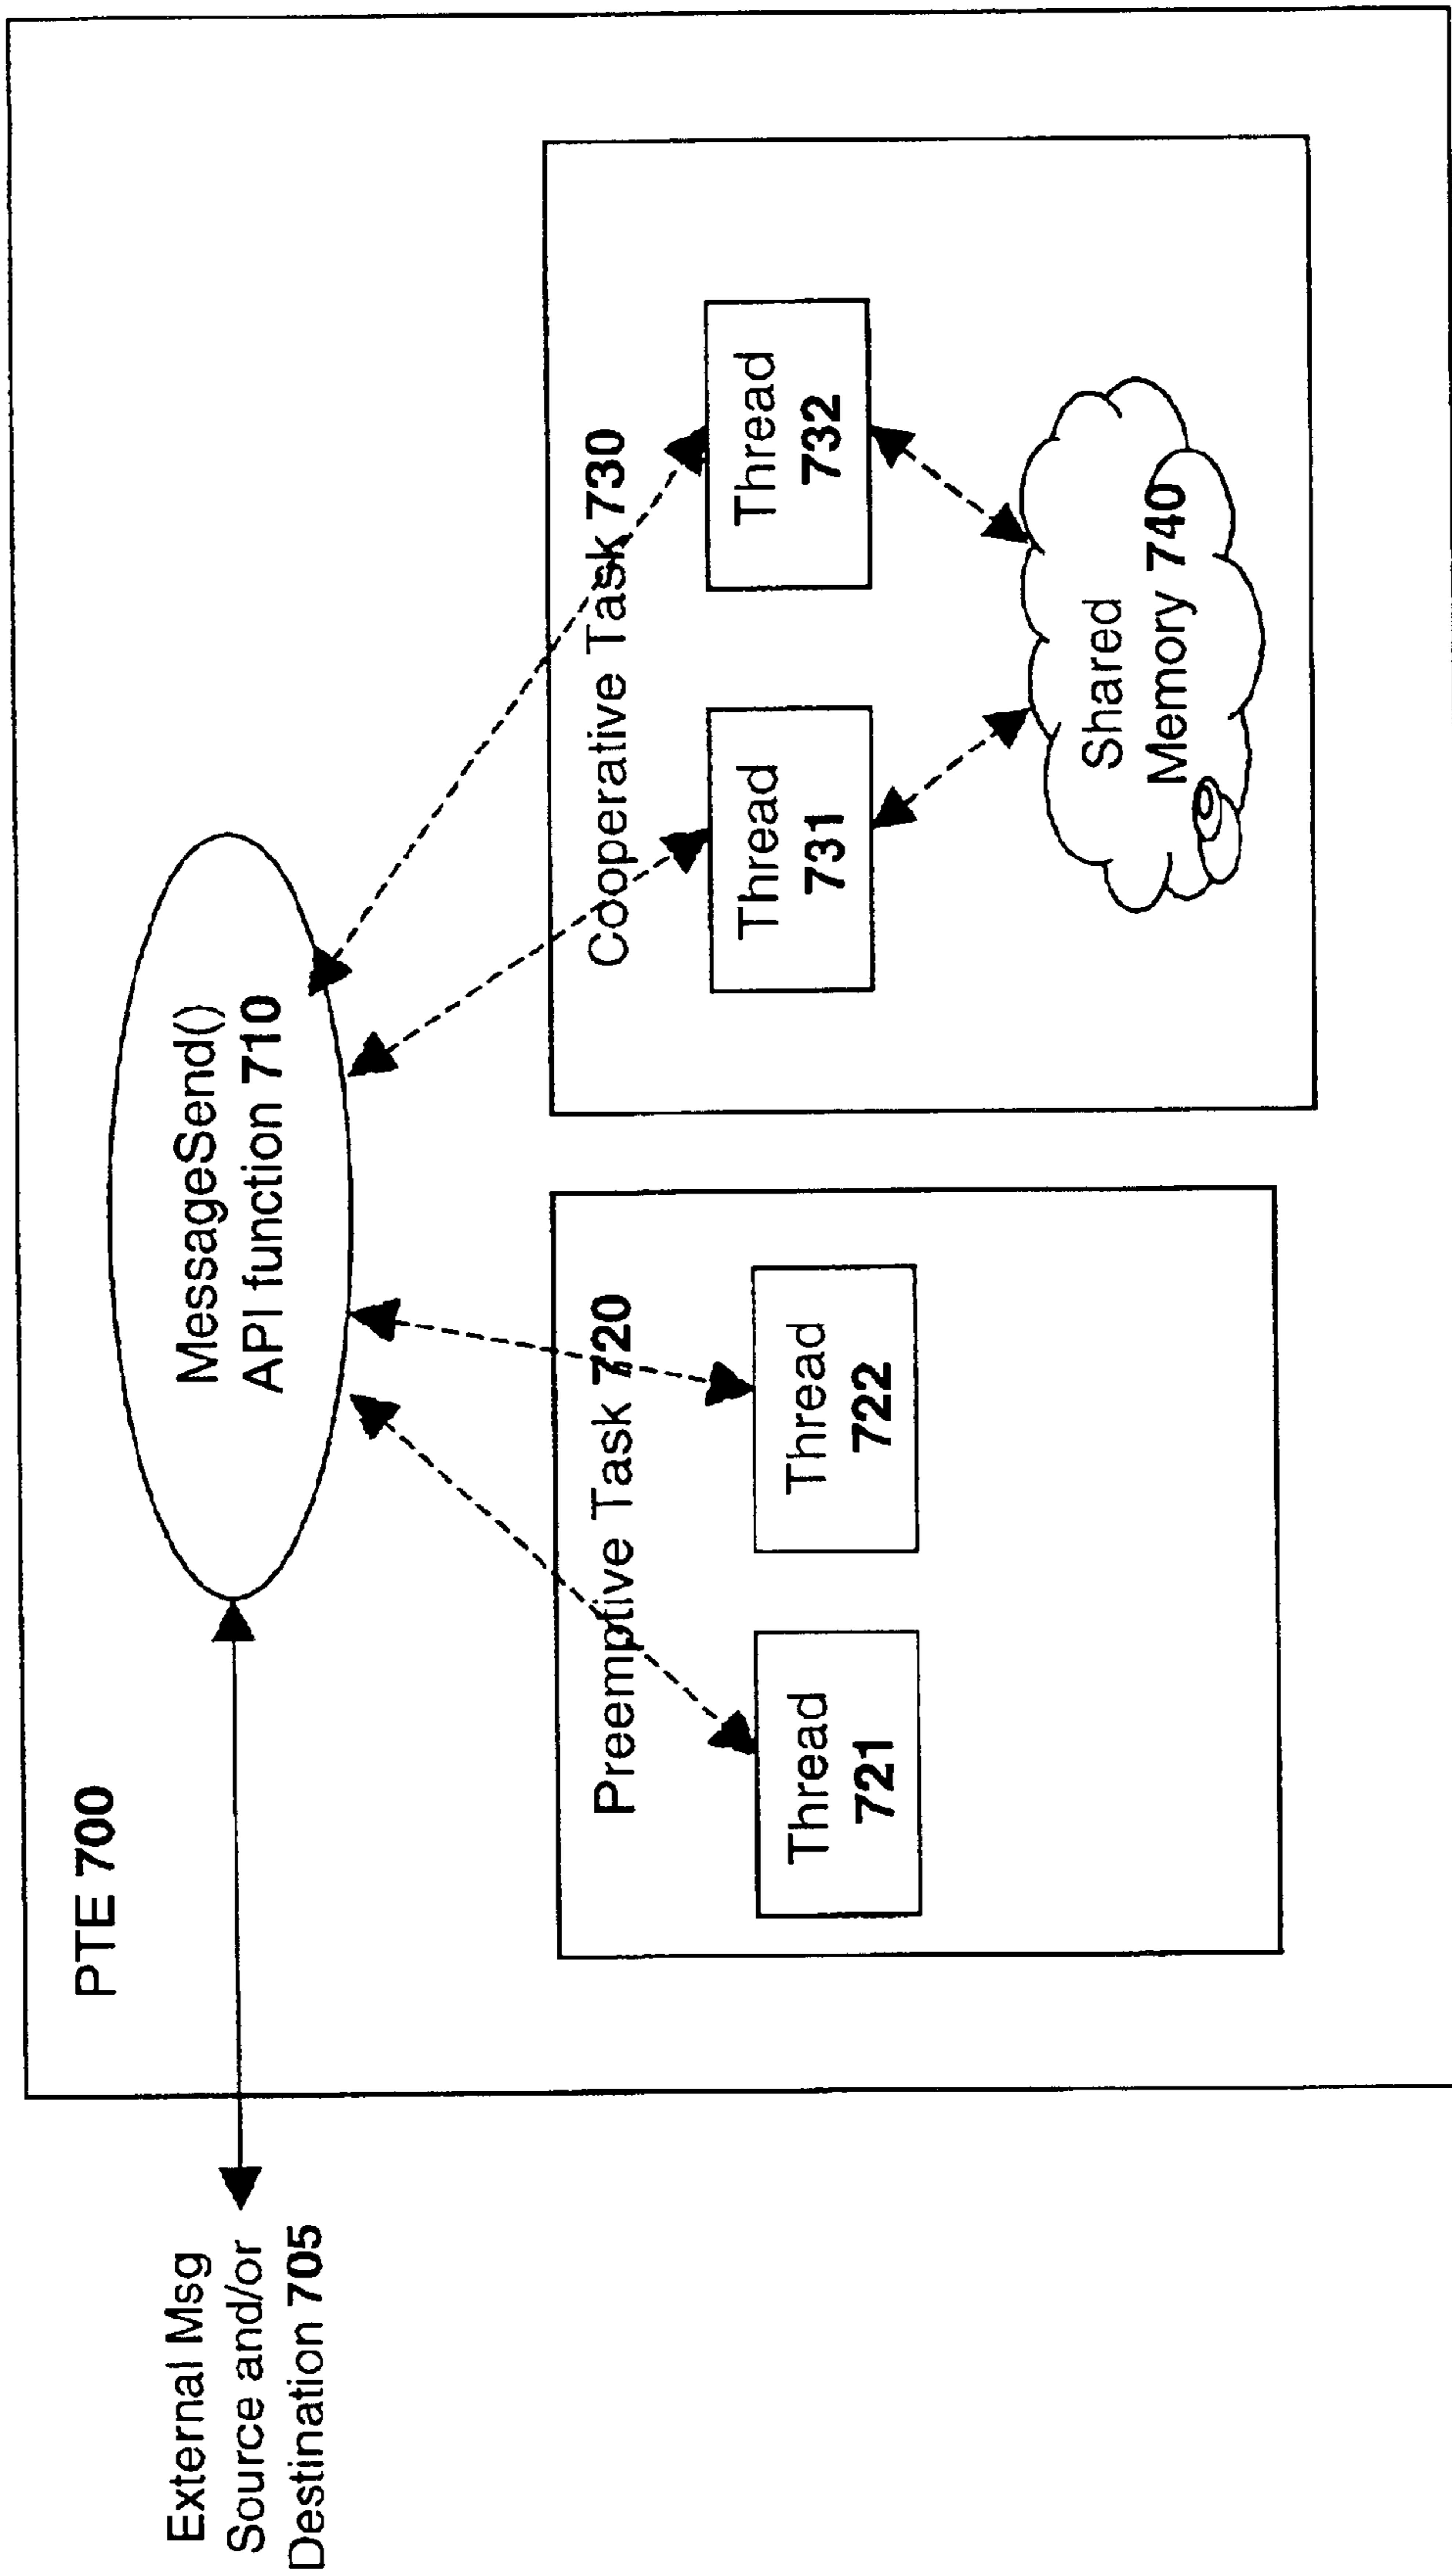 PTE 700
External Msg
Source and/or
Destination 705
MessageSend()
API function 710
Preemptive Task 720
Thread
721
Thread
722
Cooperative Task 730
Thread
731
Thread
732
Shared
Memory 740